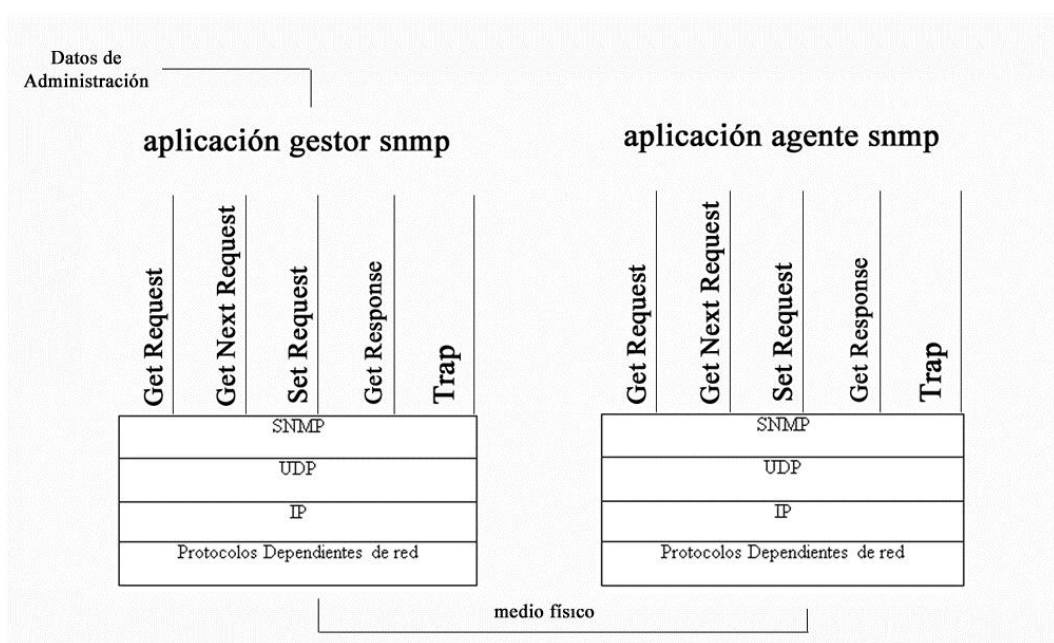 Datos de
Administración
aplicación gestor snmp
aplicación agente snmp
Get Request
Get Next Request
Set Request
Get Response
Trap
Get Request
Get Next Request
Set Request
Get Response
Trap
SNMP
UDP
IP
Protocolos Dependientes de red
SNMP
UDP
IP
Protocolos Dependientes de red
medio físico